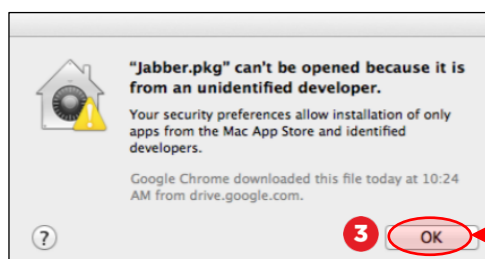 “Jabber.pkg” can't be opened because it is
from an unidentified developer.
Your security preferences allow installation of only
apps from the Mac App Store and identified
developers.
Google Chrome downloaded this file today at 10:24
AM from drive.google.com.
?
3
OK